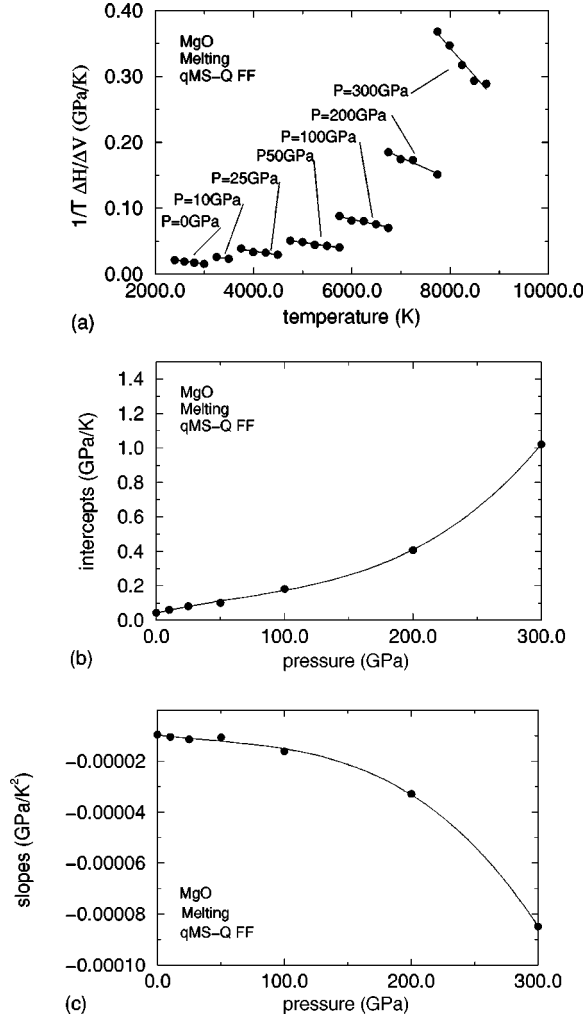 0.40
MgO
Melting
qMS−Q FF
0.30
P=300GPa
P=200GPa
0.20
P=100GPa
P50GPa
P=25GPa
P=10GPa
0.10
P=0GPa
0.00
1/T ΔH/ΔV (GPa/K)
2000.0 4000.0 6000.0 8000.0 10000.0
temperature (K)
(a)
1.4
MgO
1.2
Melting
qMS−Q FF
1.0
0.8
0.6
0.4
0.2
0.0
intercepts (GPa/K)
0.0 100.0 200.0 300.0
pressure (GPa)
(b)
−0.00002
−0.00004
−0.00006
−0.00008
−0.00010
slopes (GPa/K²)
MgO
Melting
qMS−Q FF
0.0 100.0 200.0 300.0
pressure (GPa)
(c)